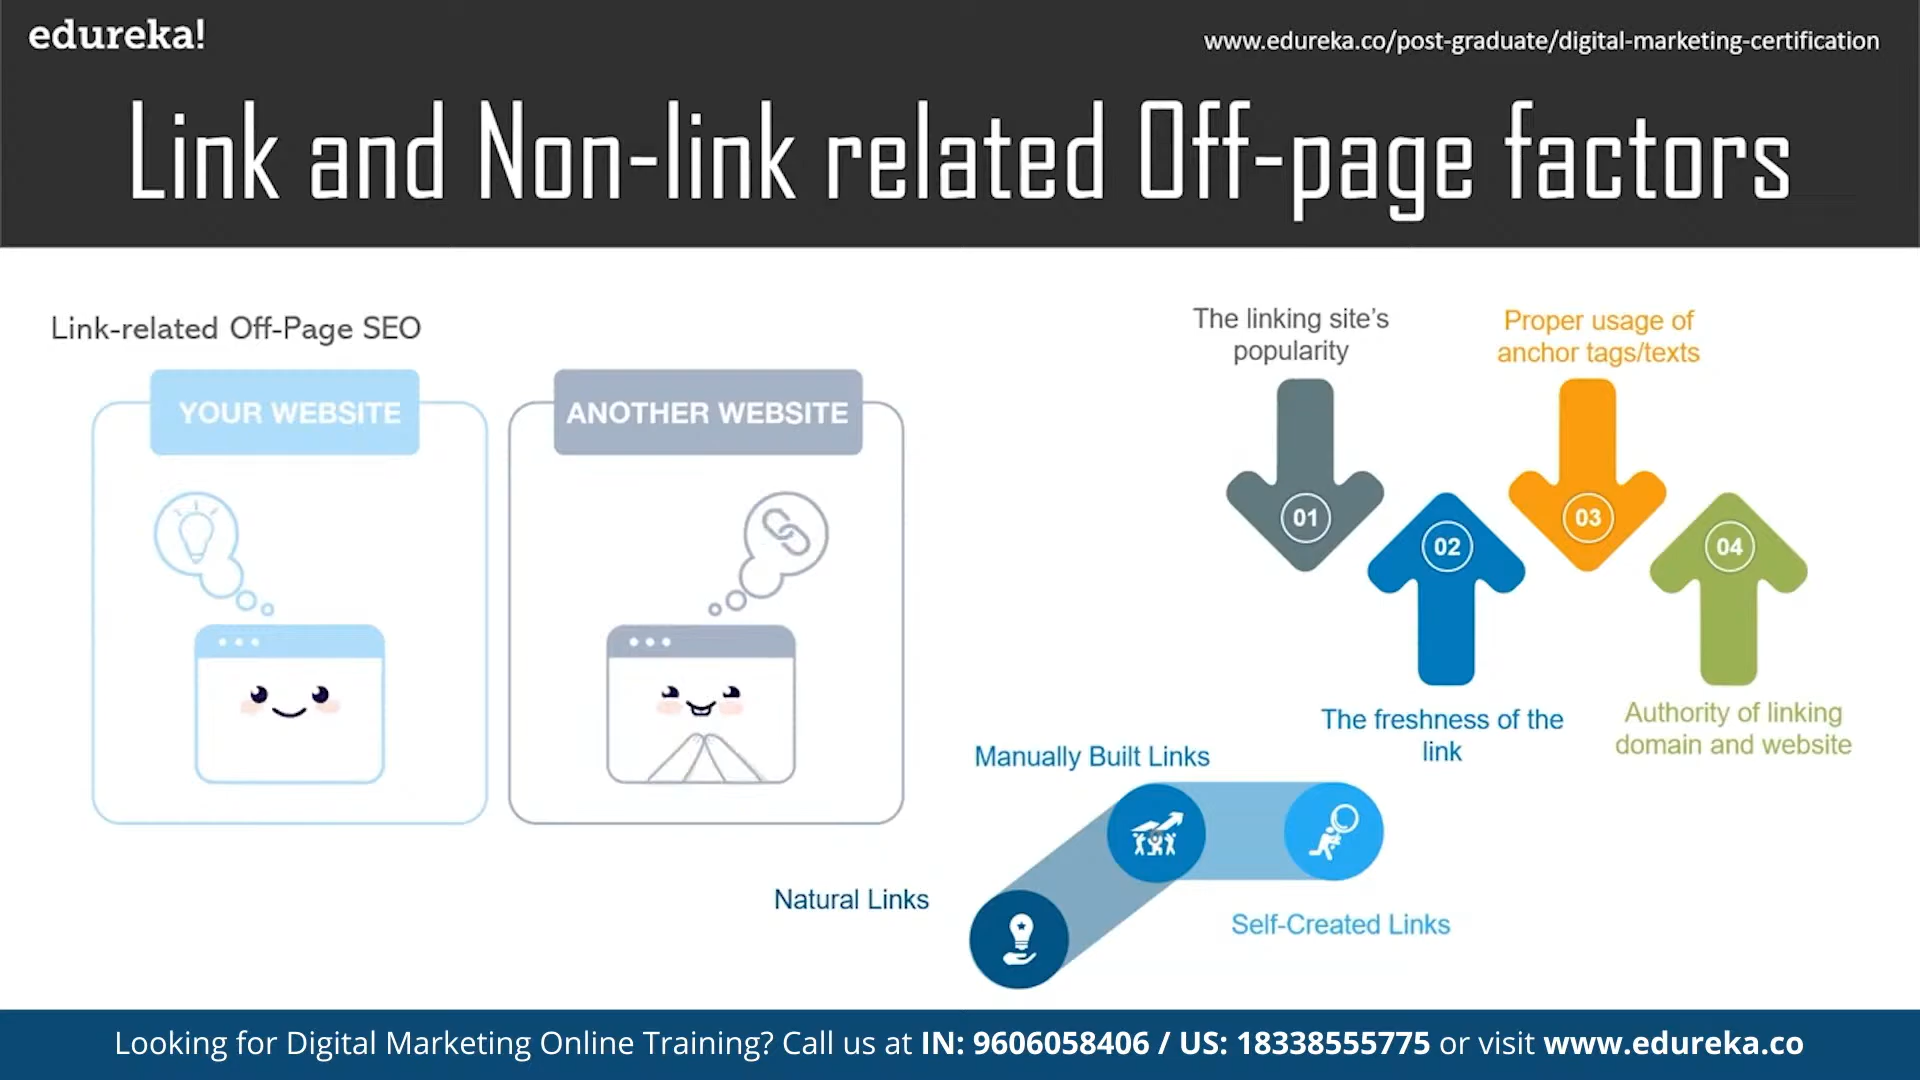 edureka!
www.edureka.co/post-graduate/digital-marketing-certification
Link and Non-link related Off-page factors
Link-related Off-Page SEO
YOUR WEBSITE
ANOTHER WEBSITE
The linking site's
popularity
Proper usage of
anchor tags/texts
01
02
03
04
The freshness of the
link
Authority of linking
domain and website
Manually Built Links
Natural Links
Self-Created Links
Looking for Digital Marketing Online Training? Call us at IN: 9606058406 / US: 18338555775 or visit www.edureka.co